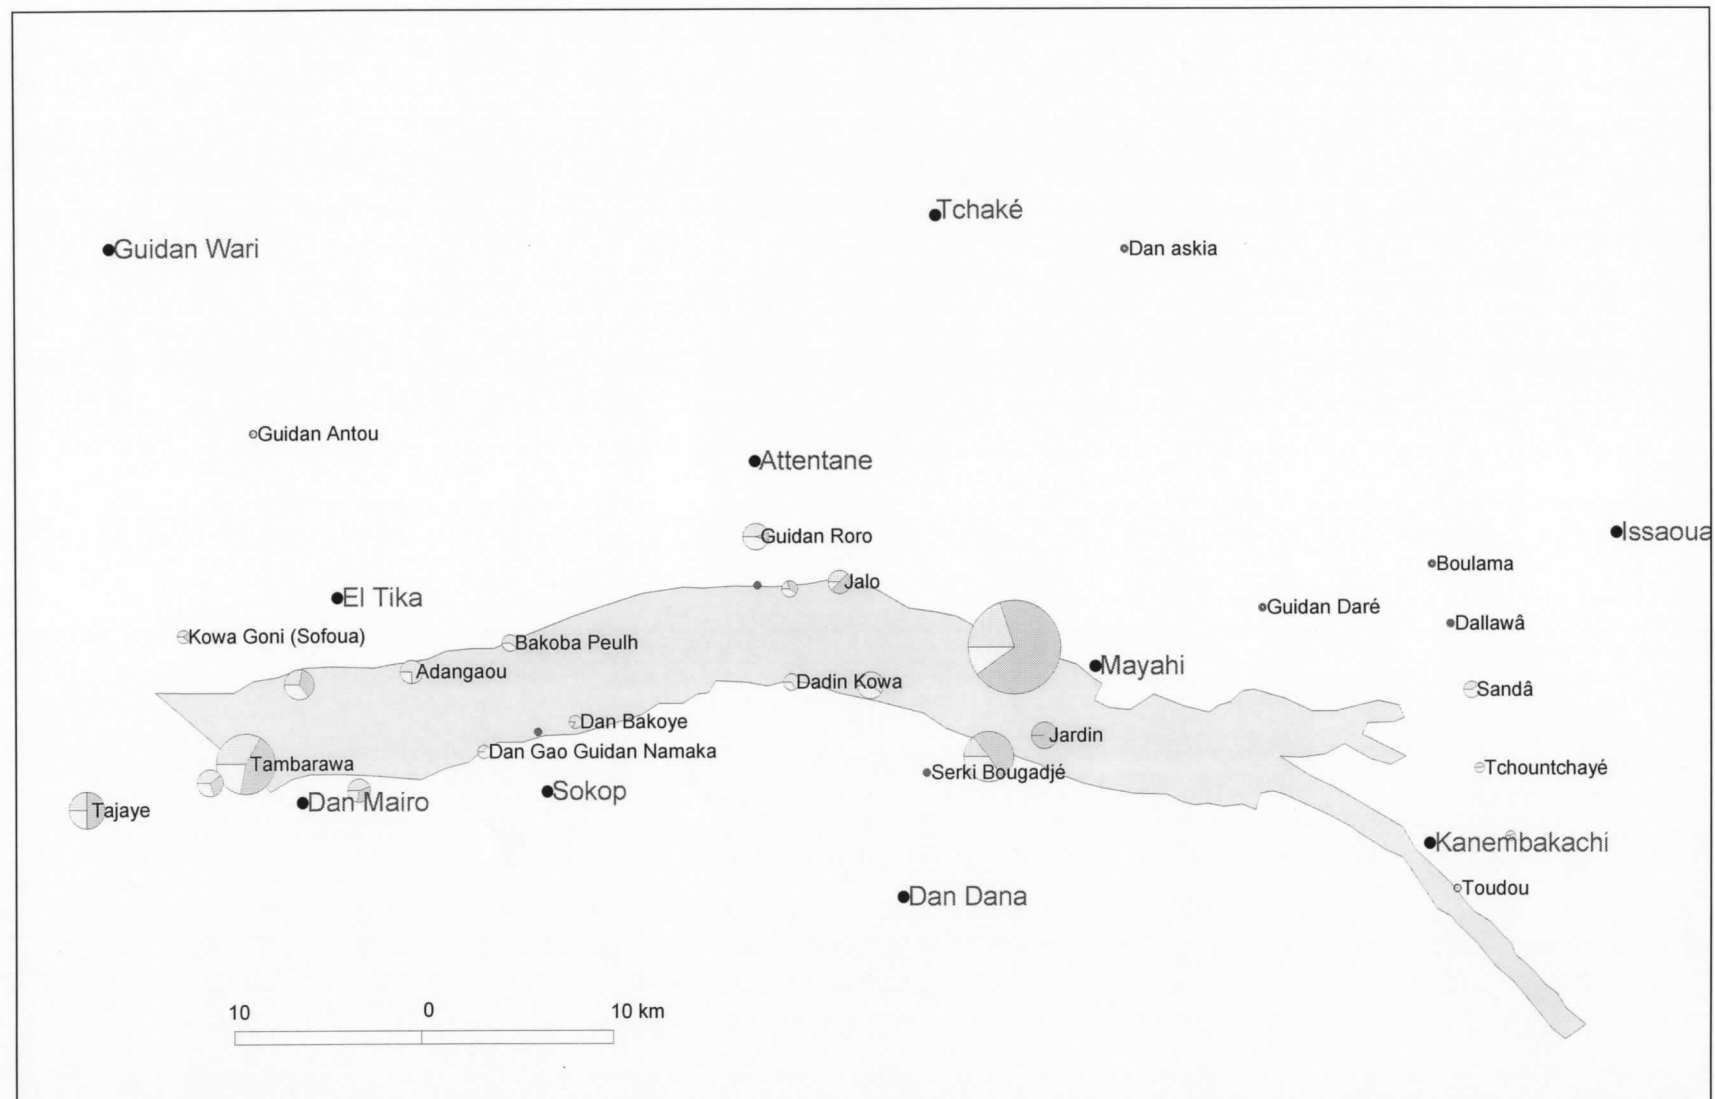 Tchaké
Guidan Wari
Dan askia
Guidan Antou
Attentane
Issaoua
Guidan Roro
Boulama
Jalo
El Tika
Guidan Daré
Dallawâ
Kowa Goni (Sofoua)
Bakoba Peulh
Mayahi
Adangaou
Dadin Kowa
Sandâ
Dan Bakoye
Jardin
Dan Gao Guidan Namaka
Tambarawa
Serki Bougadjé
Tchountchayé
Sokop
Dan Mairo
Tajaye
Kanembakachi
Toudou
Dan Dana
10 0 10 km